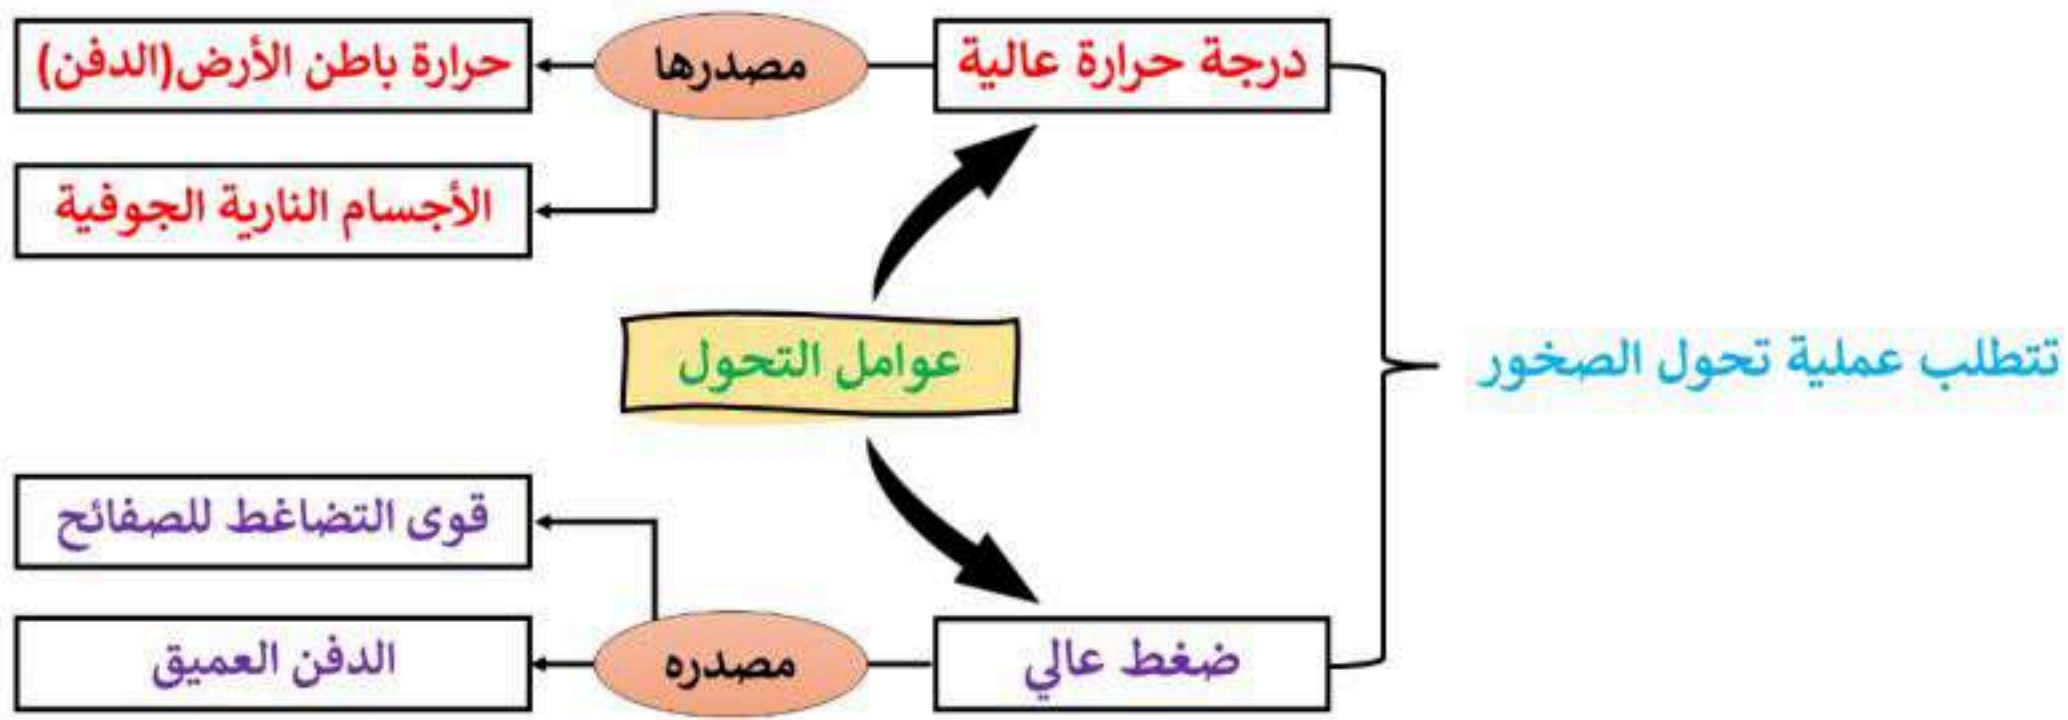 تتطلب عملية تحول الصخور
درجة حرارة عالية
مصدرها
حرارة باطن الأرض(الدفن)
الأجسام النارية الجوفية
عوامل التحول
ضغط عالي
مصدره
قوى التضاغط للصفائح
الدفن العميق